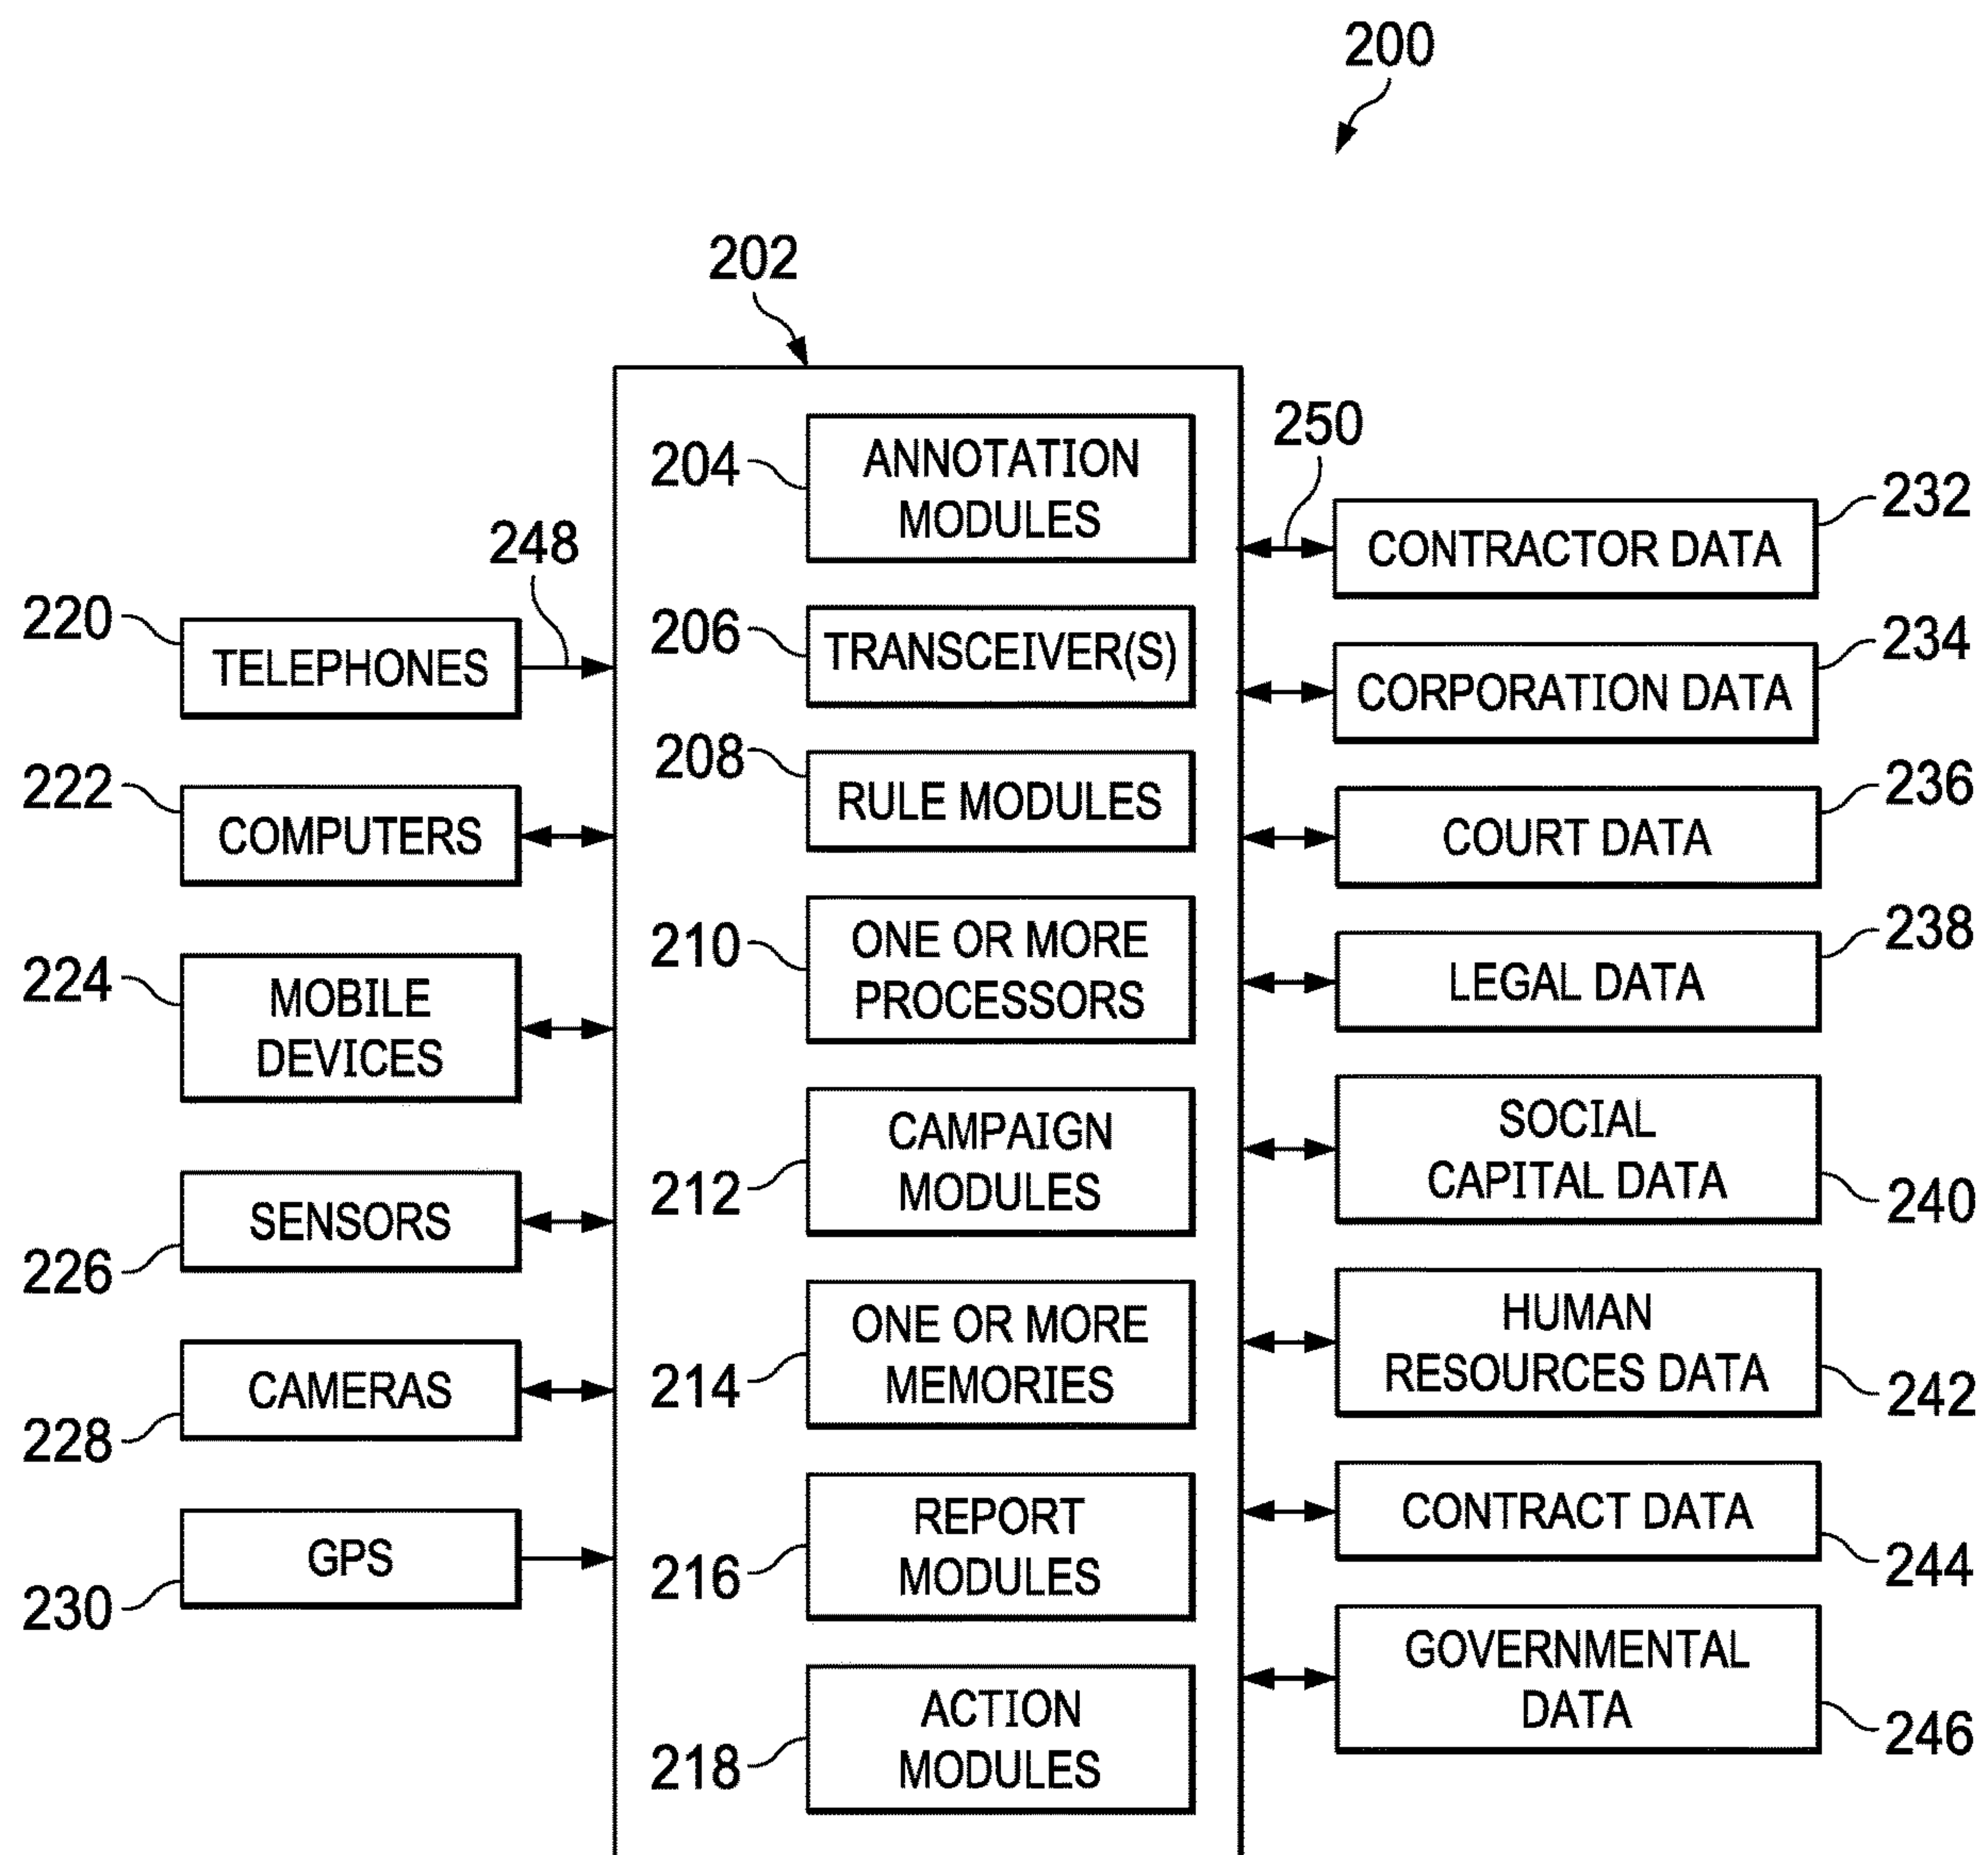 200
202
204
ANNOTATION
MODULES
206
TRANSCEIVER(S)
208
RULE MODULES
210
ONE OR MORE
PROCESSORS
212
CAMPAIGN
MODULES
214
ONE OR MORE
MEMORIES
216
REPORT
MODULES
218
ACTION
MODULES
248
220
TELEPHONES
222
COMPUTERS
224
MOBILE
DEVICES
226
SENSORS
228
CAMERAS
230
GPS
250
232
CONTRACTOR DATA
234
CORPORATION DATA
236
COURT DATA
238
LEGAL DATA
SOCIAL
CAPITAL DATA
240
HUMAN
RESOURCES DATA
242
CONTRACT DATA
244
GOVERNMENTAL
DATA
246